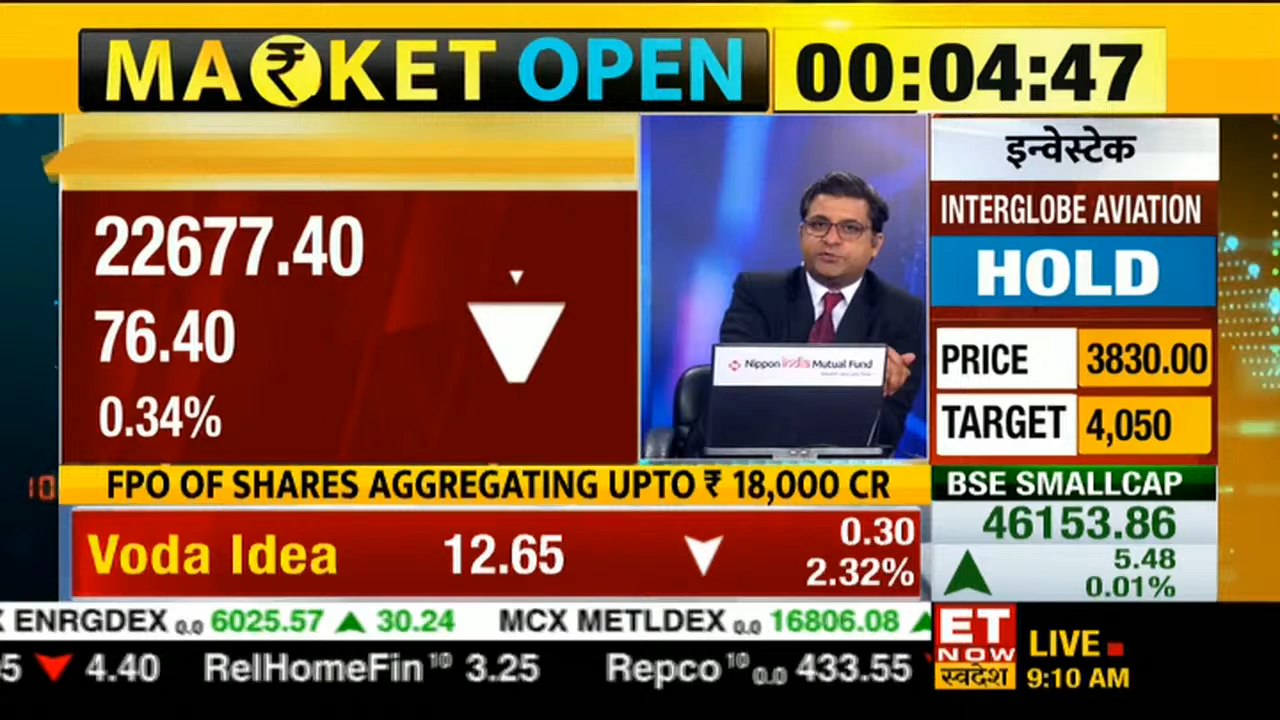 MA₹KET OPEN
00:04:47
22677.40
76.40
0.34%
Nippon india Mutual Fund
इन्वेस्टेक
INTERGLOBE AVIATION
HOLD
PRICE 3830.00
TARGET 4,050
10
FPO OF SHARES AGGREGATING UPTO ₹ 18,000 CR
Voda Idea 12.65 0.30
2.32%
BSE SMALLCAP
46153.86
5.48
0.01%
X ENRGDEX 0.0 6025.57 ▲ 30.24 MCX METLDEX 0.0 16806.08 ▲
5 ▼ 4.40 RelHomeFin 10 3.25 Repco 10 0.0 433.55
ET
NOW
स्वदेश
LIVE
9:10 AM